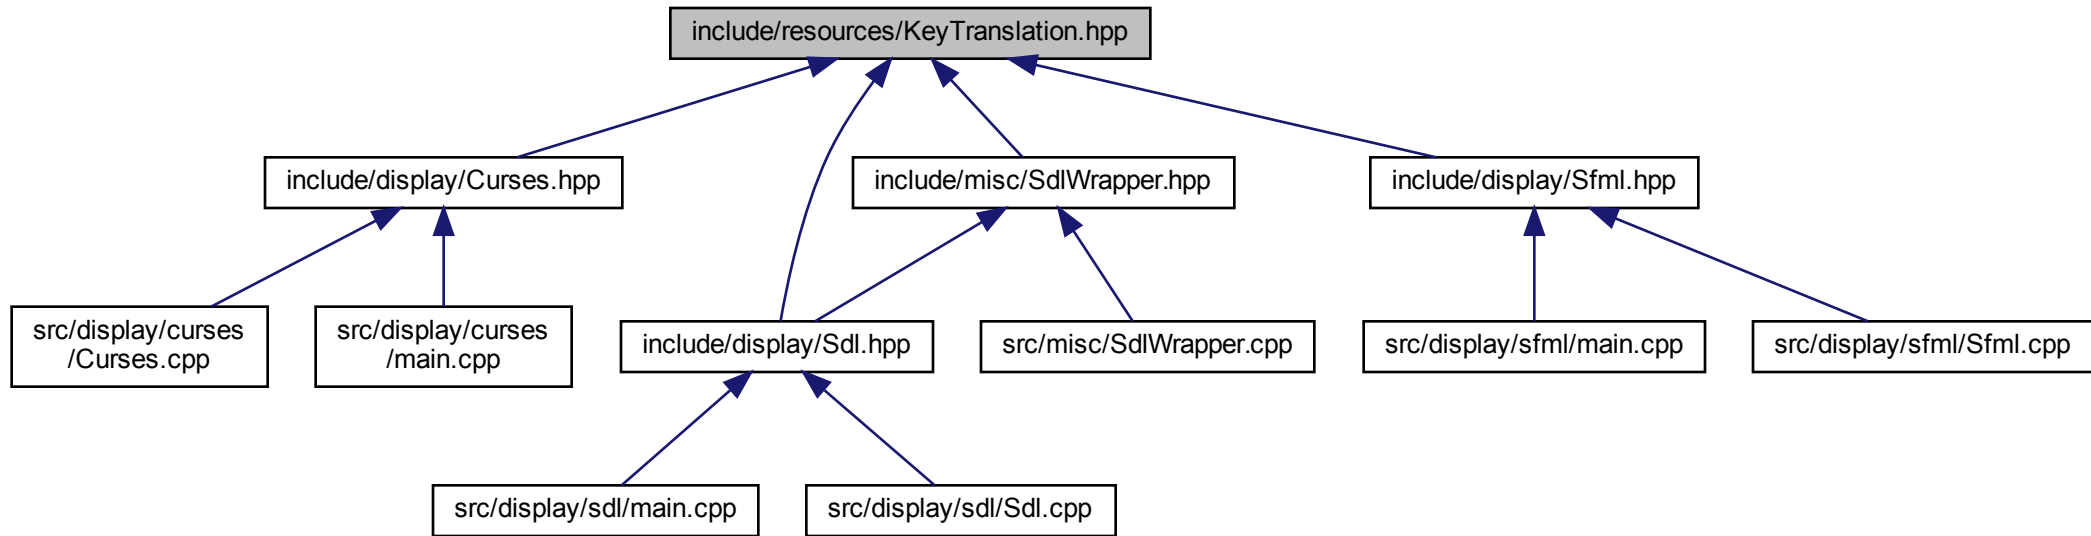 include/resources/KeyTranslation.hpp
include/display/Curses.hpp
include/misc/SdlWrapper.hpp
include/display/Sfml.hpp
src/display/curses
/Curses.cpp
src/display/curses
/main.cpp
include/display/Sdl.hpp
src/misc/SdlWrapper.cpp
src/display/sfml/main.cpp
src/display/sfml/Sfml.cpp
src/display/sdl/main.cpp
src/display/sdl/Sdl.cpp